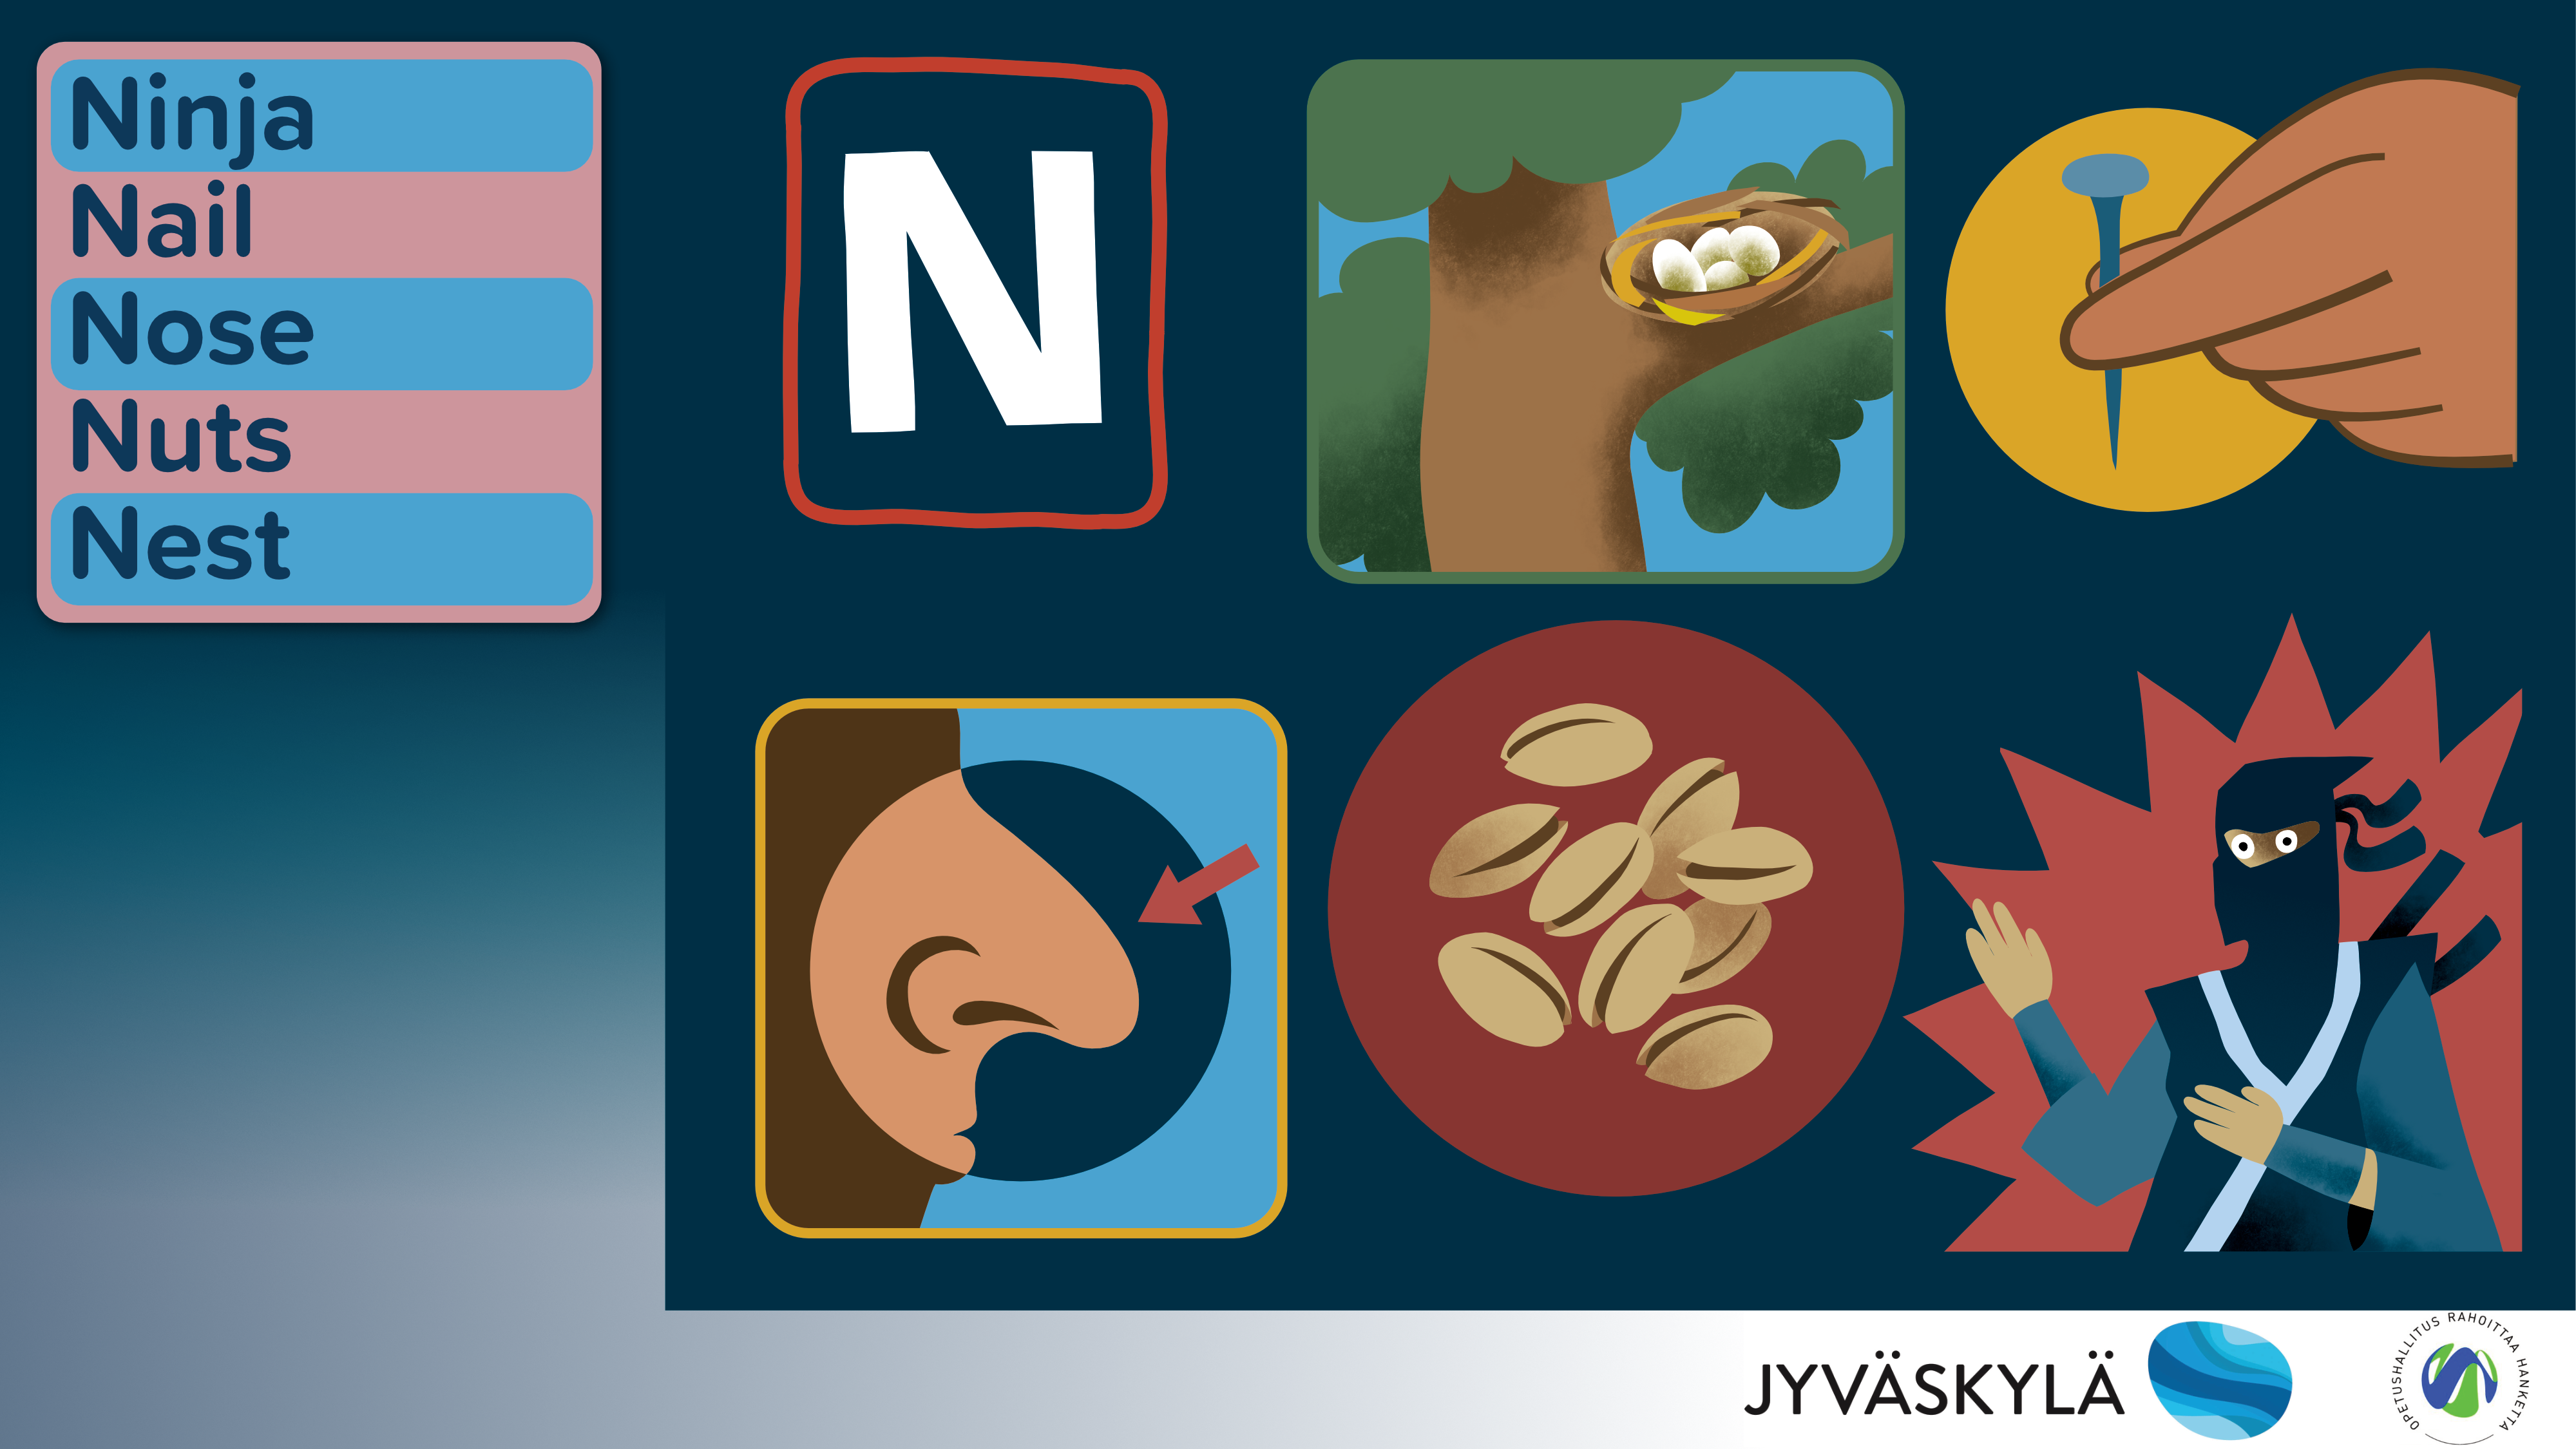 Ninja
Nail
Nose
Nuts
Nest
N
JYVÄSKYLÄ
OPETUSHALLITUS RAHOITTAA HANKETTA